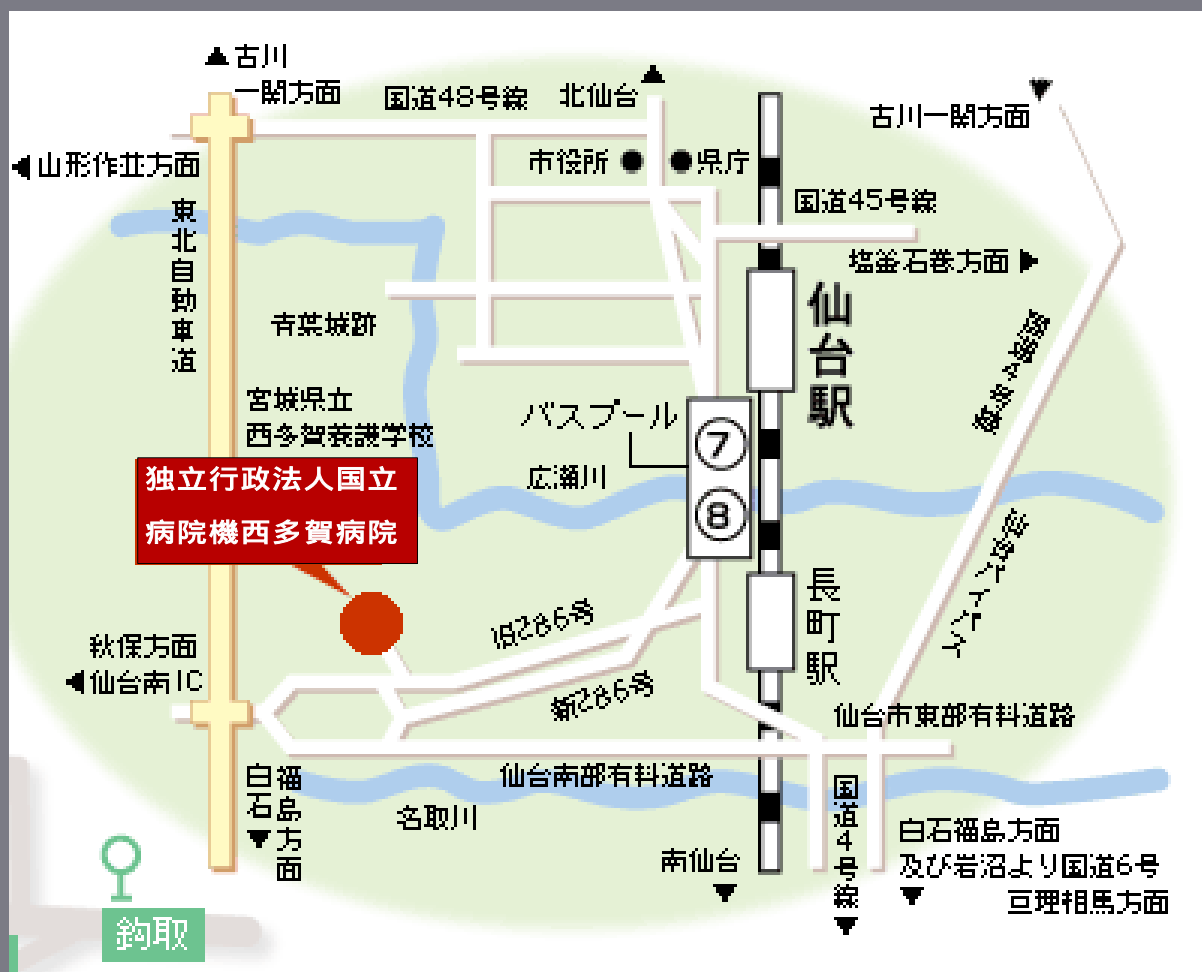 ▲古川
一関方面
国道48号線
北仙台
▲
▼
古川一関方面
◀山形作並方面
市役所●
●県庁
国道45号線
東北自動車道
塩釜石巻方面▶
仙台駅
青葉城跡
宮城県立
西多賀養護学校
バスプール
⑦
⑧
広瀬川
独立行政法人国立
病院機西多賀病院
仙台バイパス
長町駅
旧286号
新286号
秋保方面
◀仙台南IC
仙台市東部有料道路
仙台南部有料道路
白石▼
福島方面
名取川
国道4号線
▼
南仙台
▼
白石福島方面
及び岩沼より国道6号
▼
亘理相馬方面
鈎取